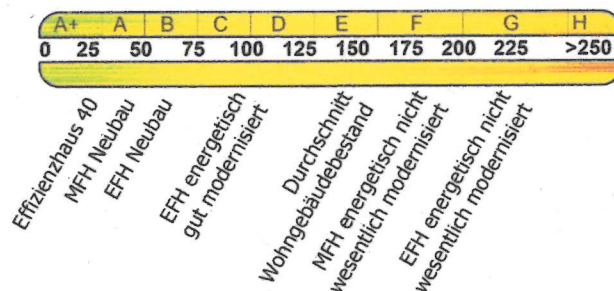 A+ A B C D E F G H
0 25 50 75 100 125 150 175 200 225 >250
Effizienzhaus 40
MFH Neubau
EFH Neubau
EFH energetisch
gut modernisiert
Durchschnitt
Wohngebäudebestand
MFH energetisch nicht
wesentlich modernisiert
EFH energetisch nicht
wesentlich modernisiert